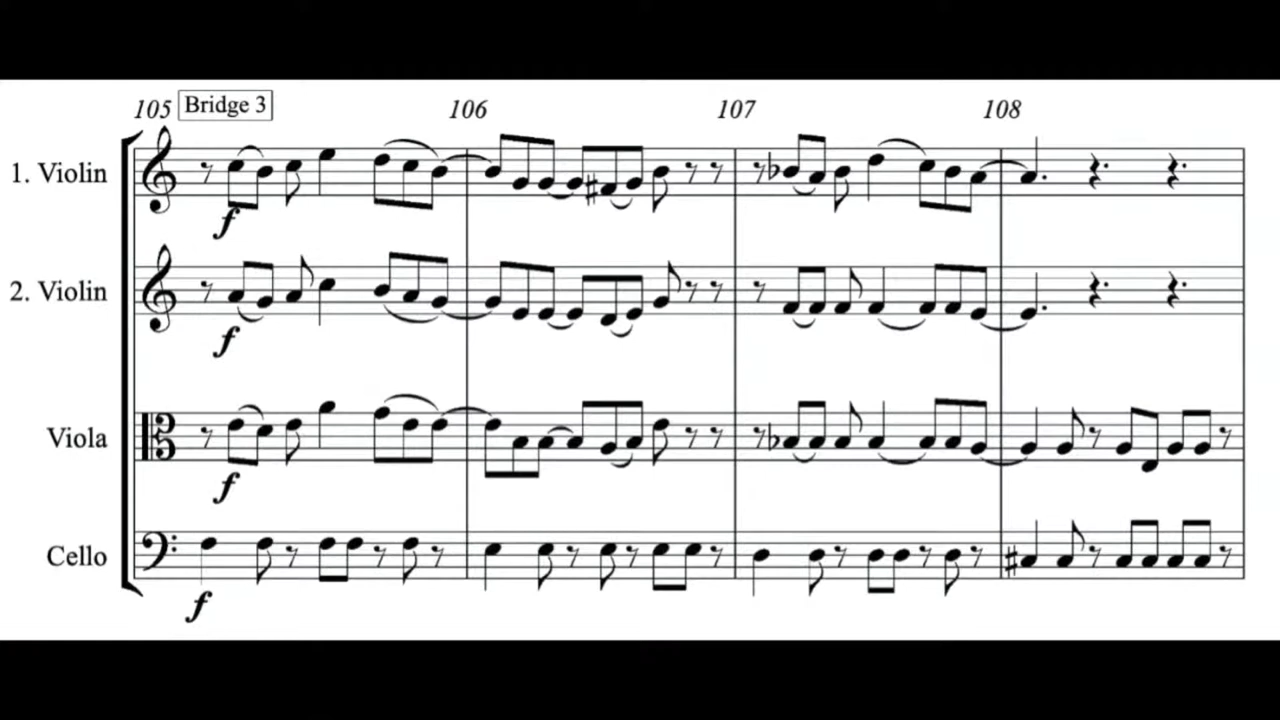 105 Bridge 3 106 107 108
1. Violin
f
2. Violin
f
Viola
f
Cello
f